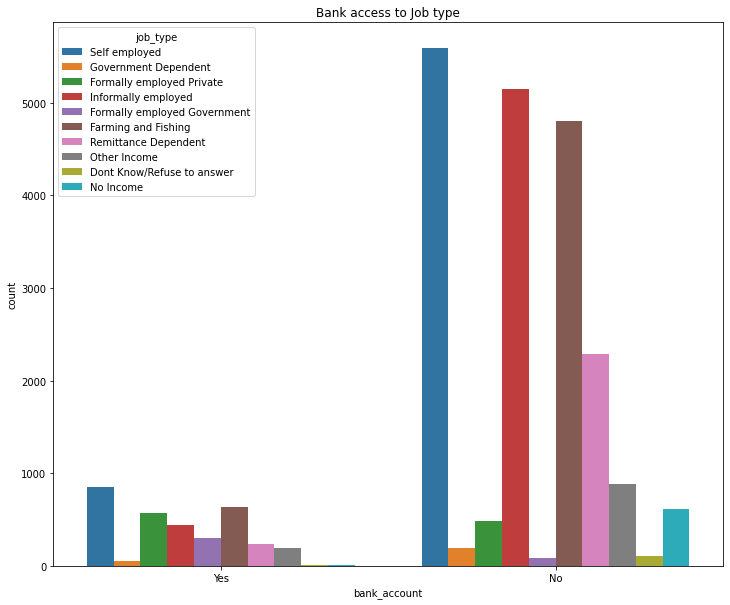 Bank access to Job type
job_type
Self employed
Government Dependent
Formally employed Private
Informally employed
Formally employed Government
Farming and Fishing
Remittance Dependent
Other Income
Dont Know/Refuse to answer
No Income
5000
4000
3000
2000
1000
0
count
Yes
No
bank_account